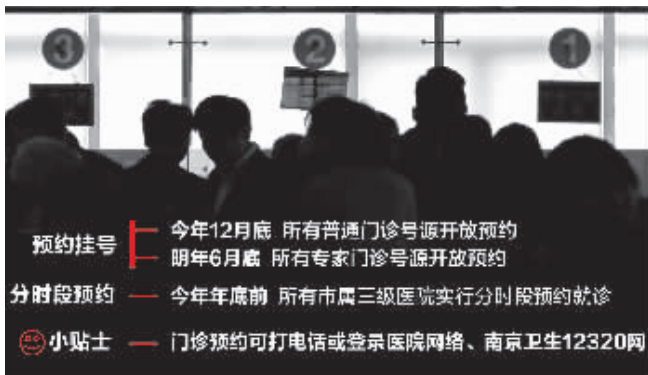 3 2 1
预约挂号
今年12月底 所有普通门诊号源开放预约
明年6月底 所有专家门诊号源开放预约
分时段预约 今年年底前 所有市属三级医院实行分时段预约就诊
小贴士 门诊预约可打电话或登录医院网络、南京卫生12320网